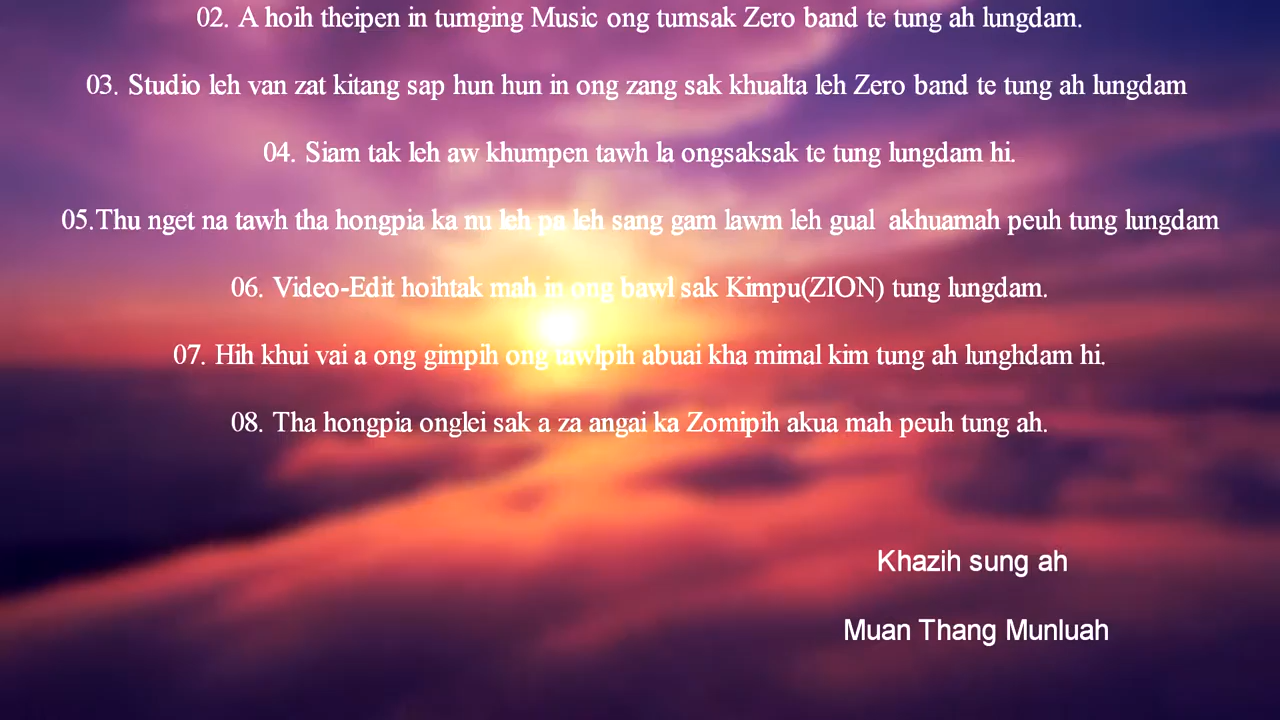 02. A hoih theipen in tumging Music ong tumsak Zero band te tung ah lungdam.
03. Studio leh van zat kitang sap hun hun in ong zang sak khualta leh Zero band te tung ah lungdam
04. Siam tak leh aw khumpen tawh la ongsaksak te tung lungdam hi.
05.Thu nget na tawh tha hongpia ka nu leh pa leh sang gam lawm leh gual akhuamah peuh tung lungdam
06. Video-Edit hoihtak mah in ong bawl sak Kimpu(ZION) tung lungdam.
07. Hih khui vai a ong gimpih ong tawlpih abuai kha mimal kim tung ah lunghdam hi.
08. Tha hongpia onglei sak a za angai ka Zomipih akua mah peuh tung ah.
Khazih sung ah
Muan Thang Munluah